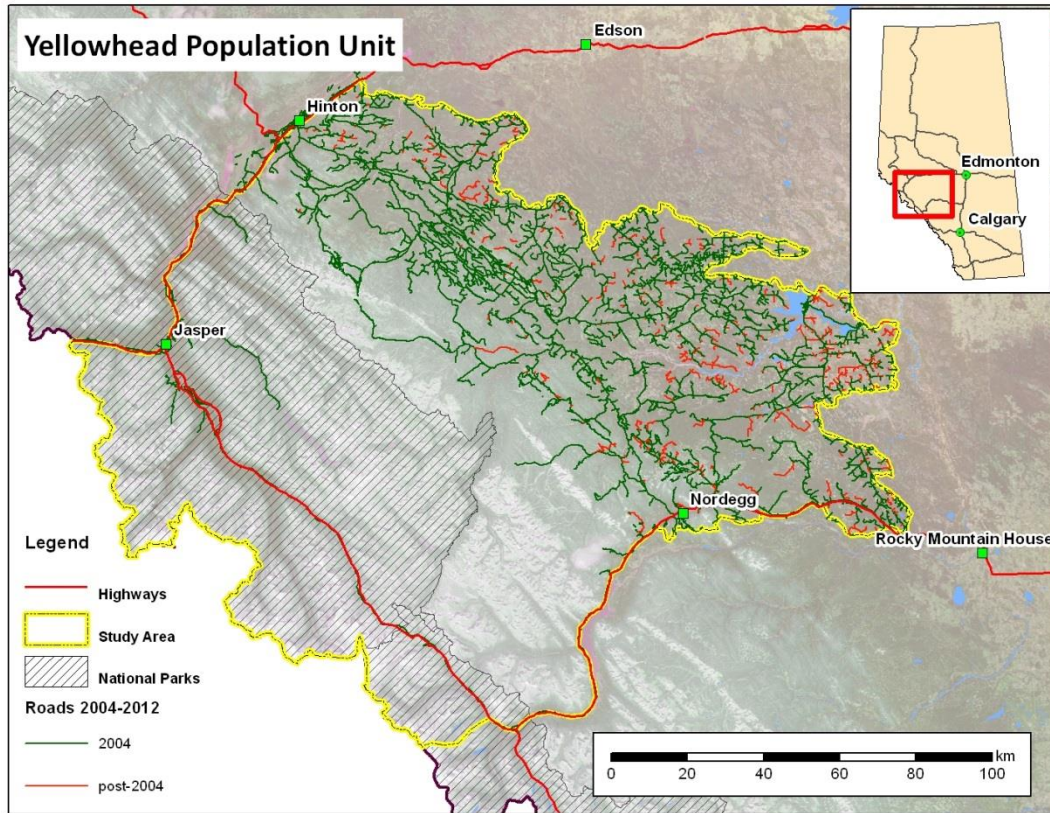 Yellowhead Population Unit
Edson
Hinton
Edmonton
Calgary
Jasper
Nordegg
Rocky Mountain House
Legend
Highways
Study Area
National Parks
Roads 2004-2012
2004
post-2004
km
0 20 40 60 80 100